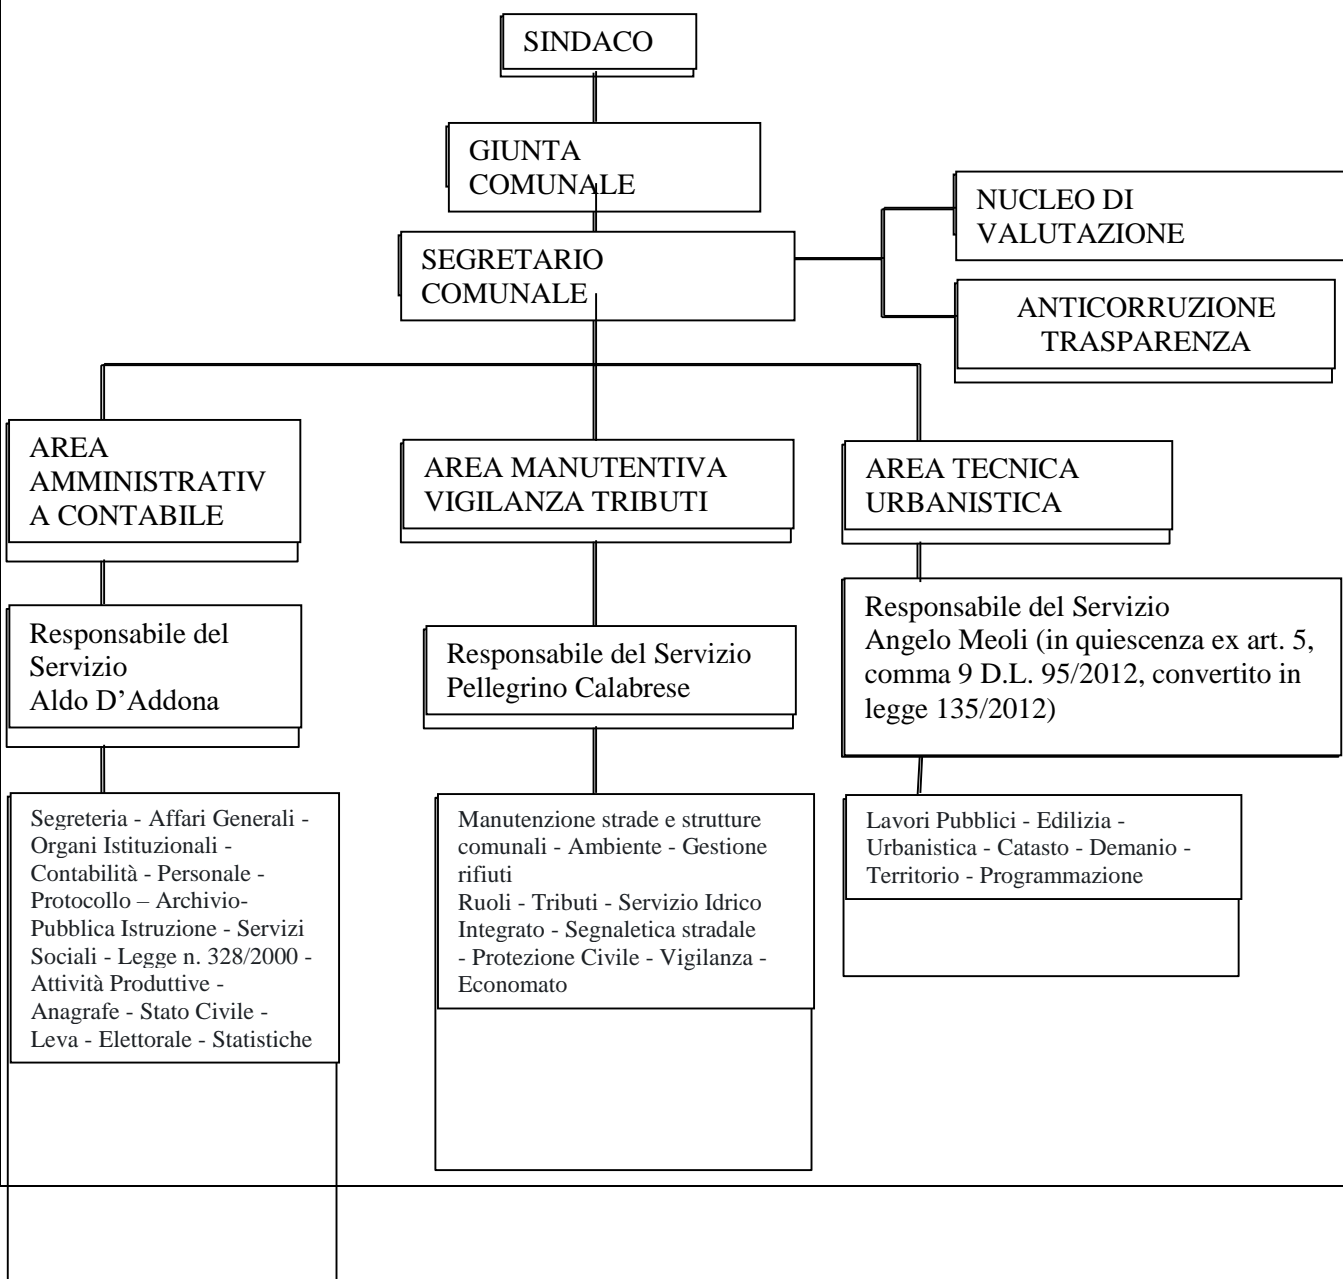 SINDACO
GIUNTA
COMUNALE
SEGRETARIO
COMUNALE
NUCLEO DI
VALUTAZIONE
ANTICORRUZIONE
TRASPARENZA
AREA
AMMINISTRATIV
A CONTABILE
AREA MANUTENTIVA
VIGILANZA TRIBUTI
AREA TECNICA
URBANISTICA
Responsabile del
Servizio
Aldo D’Addona
Responsabile del Servizio
Pellegrino Calabrese
Responsabile del Servizio
Angelo Meoli (in quiescenza ex art. 5,
comma 9 D.L. 95/2012, convertito in
legge 135/2012)
Segreteria - Affari Generali -
Organi Istituzionali -
Contabilità - Personale -
Protocollo – Archivio-
Pubblica Istruzione - Servizi
Sociali - Legge n. 328/2000 -
Attività Produttive -
Anagrafe - Stato Civile -
Leva - Elettorale - Statistiche
Manutenzione strade e strutture
comunali - Ambiente - Gestione
rifiuti
Ruoli - Tributi - Servizio Idrico
Integrato - Segnaletica stradale
- Protezione Civile - Vigilanza -
Economato
Lavori Pubblici - Edilizia -
Urbanistica - Catasto - Demanio -
Territorio - Programmazione